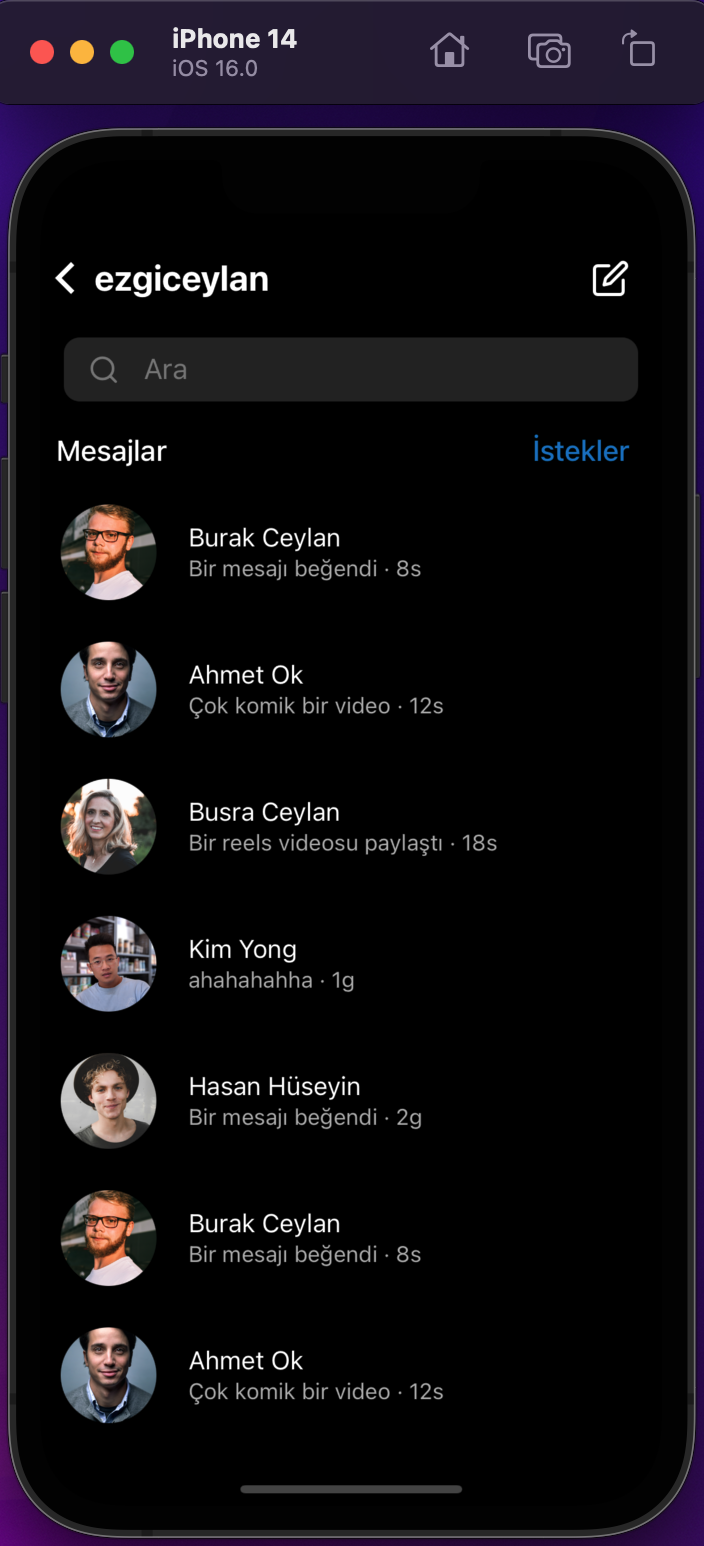 iPhone 14
iOS 16.0
ezgiceylan
Ara
Mesajlar
İstekler
Burak Ceylan
Bir mesajı beğendi · 8s
Ahmet Ok
Çok komik bir video · 12s
Busra Ceylan
Bir reels videosu paylaştı · 18s
Kim Yong
ahahahahha · 1g
Hasan Hüseyin
Bir mesajı beğendi · 2g
Burak Ceylan
Bir mesajı beğendi · 8s
Ahmet Ok
Çok komik bir video · 12s